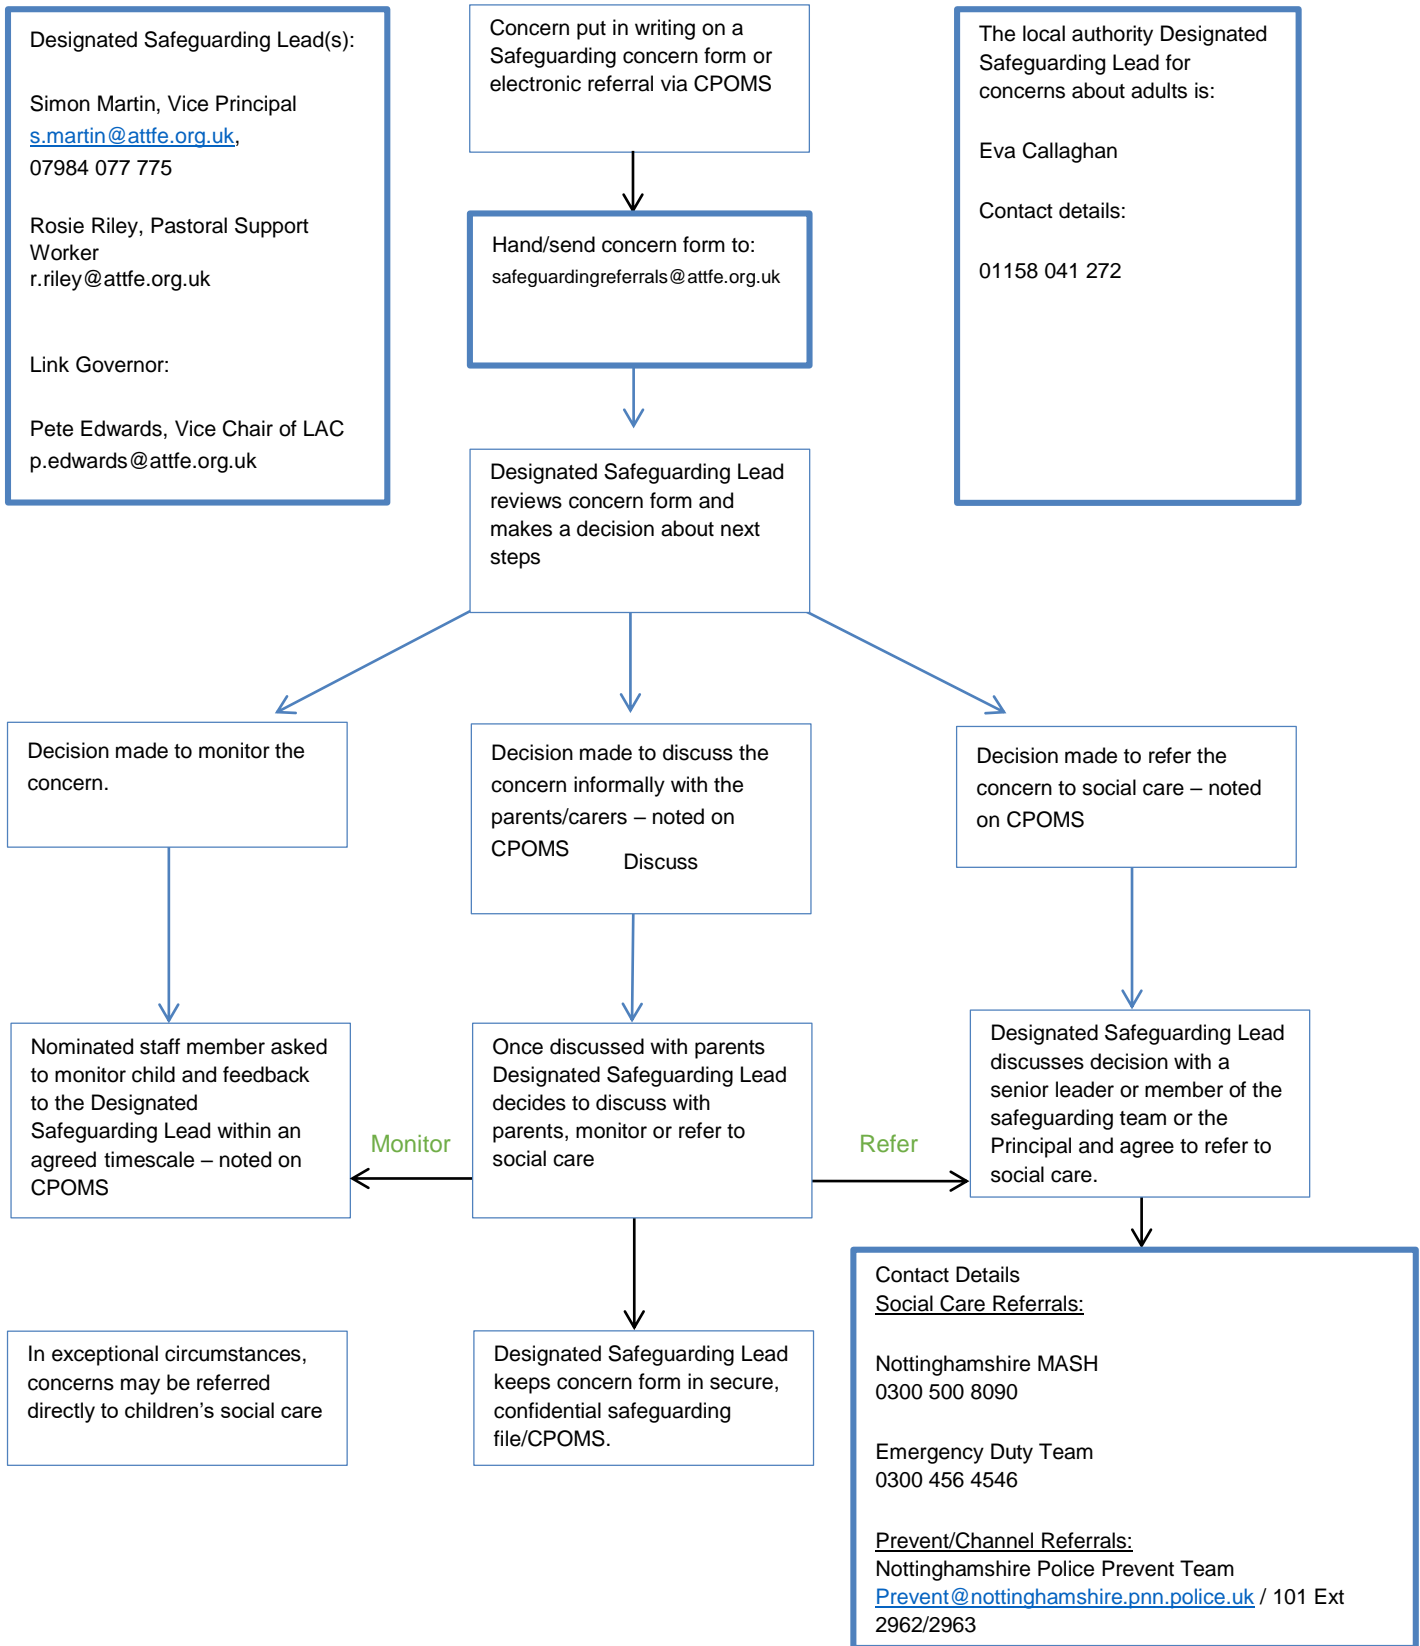 Designated Safeguarding Lead(s):
Simon Martin, Vice Principal
s.martin@attfe.org.uk,
07984 077 775
Rosie Riley, Pastoral Support
Worker
r.riley@attfe.org.uk
Link Governor:
Pete Edwards, Vice Chair of LAC
p.edwards@attfe.org.uk
Concern put in writing on a
Safeguarding concern form or
electronic referral via CPOMS
Hand/send concern form to:
safeguardingreferrals@attfe.org.uk
The local authority Designated
Safeguarding Lead for
concerns about adults is:
Eva Callaghan
Contact details:
01158 041 272
Designated Safeguarding Lead
reviews concern form and
makes a decision about next
steps
Decision made to monitor the
concern.
Decision made to discuss the
concern informally with the
parents/carers – noted on
CPOMS
Discuss
Decision made to refer the
concern to social care – noted
on CPOMS
Nominated staff member asked
to monitor child and feedback
to the Designated
Safeguarding Lead within an
agreed timescale – noted on
CPOMS
Monitor
Once discussed with parents
Designated Safeguarding Lead
decides to discuss with
parents, monitor or refer to
social care
Refer
Designated Safeguarding Lead
discusses decision with a
senior leader or member of the
safeguarding team or the
Principal and agree to refer to
social care.
In exceptional circumstances,
concerns may be referred
directly to children's social care
Designated Safeguarding Lead
keeps concern form in secure,
confidential safeguarding
file/CPOMS.
Contact Details
Social Care Referrals:
Nottinghamshire MASH
0300 500 8090
Emergency Duty Team
0300 456 4546
Prevent/Channel Referrals:
Nottinghamshire Police Prevent Team
Prevent@nottinghamshire.pnn.police.uk / 101 Ext
2962/2963